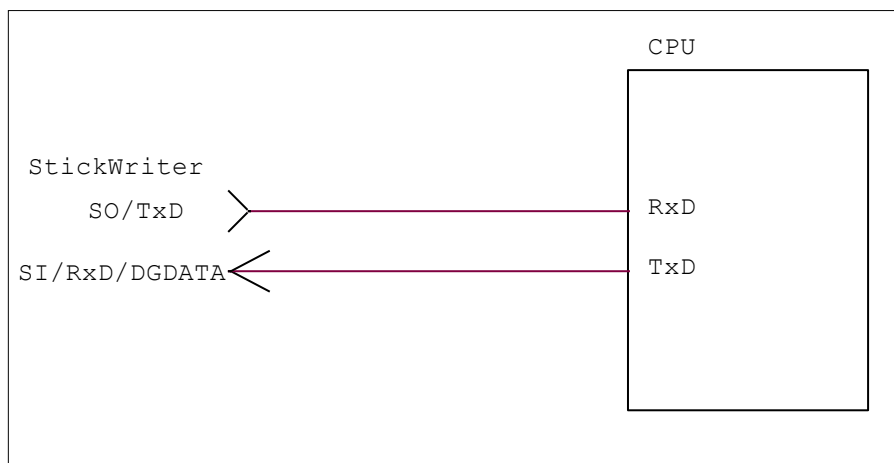 CPU
StickWriter
SO/TxD
RxD
SI/RxD/DGDATA
TxD